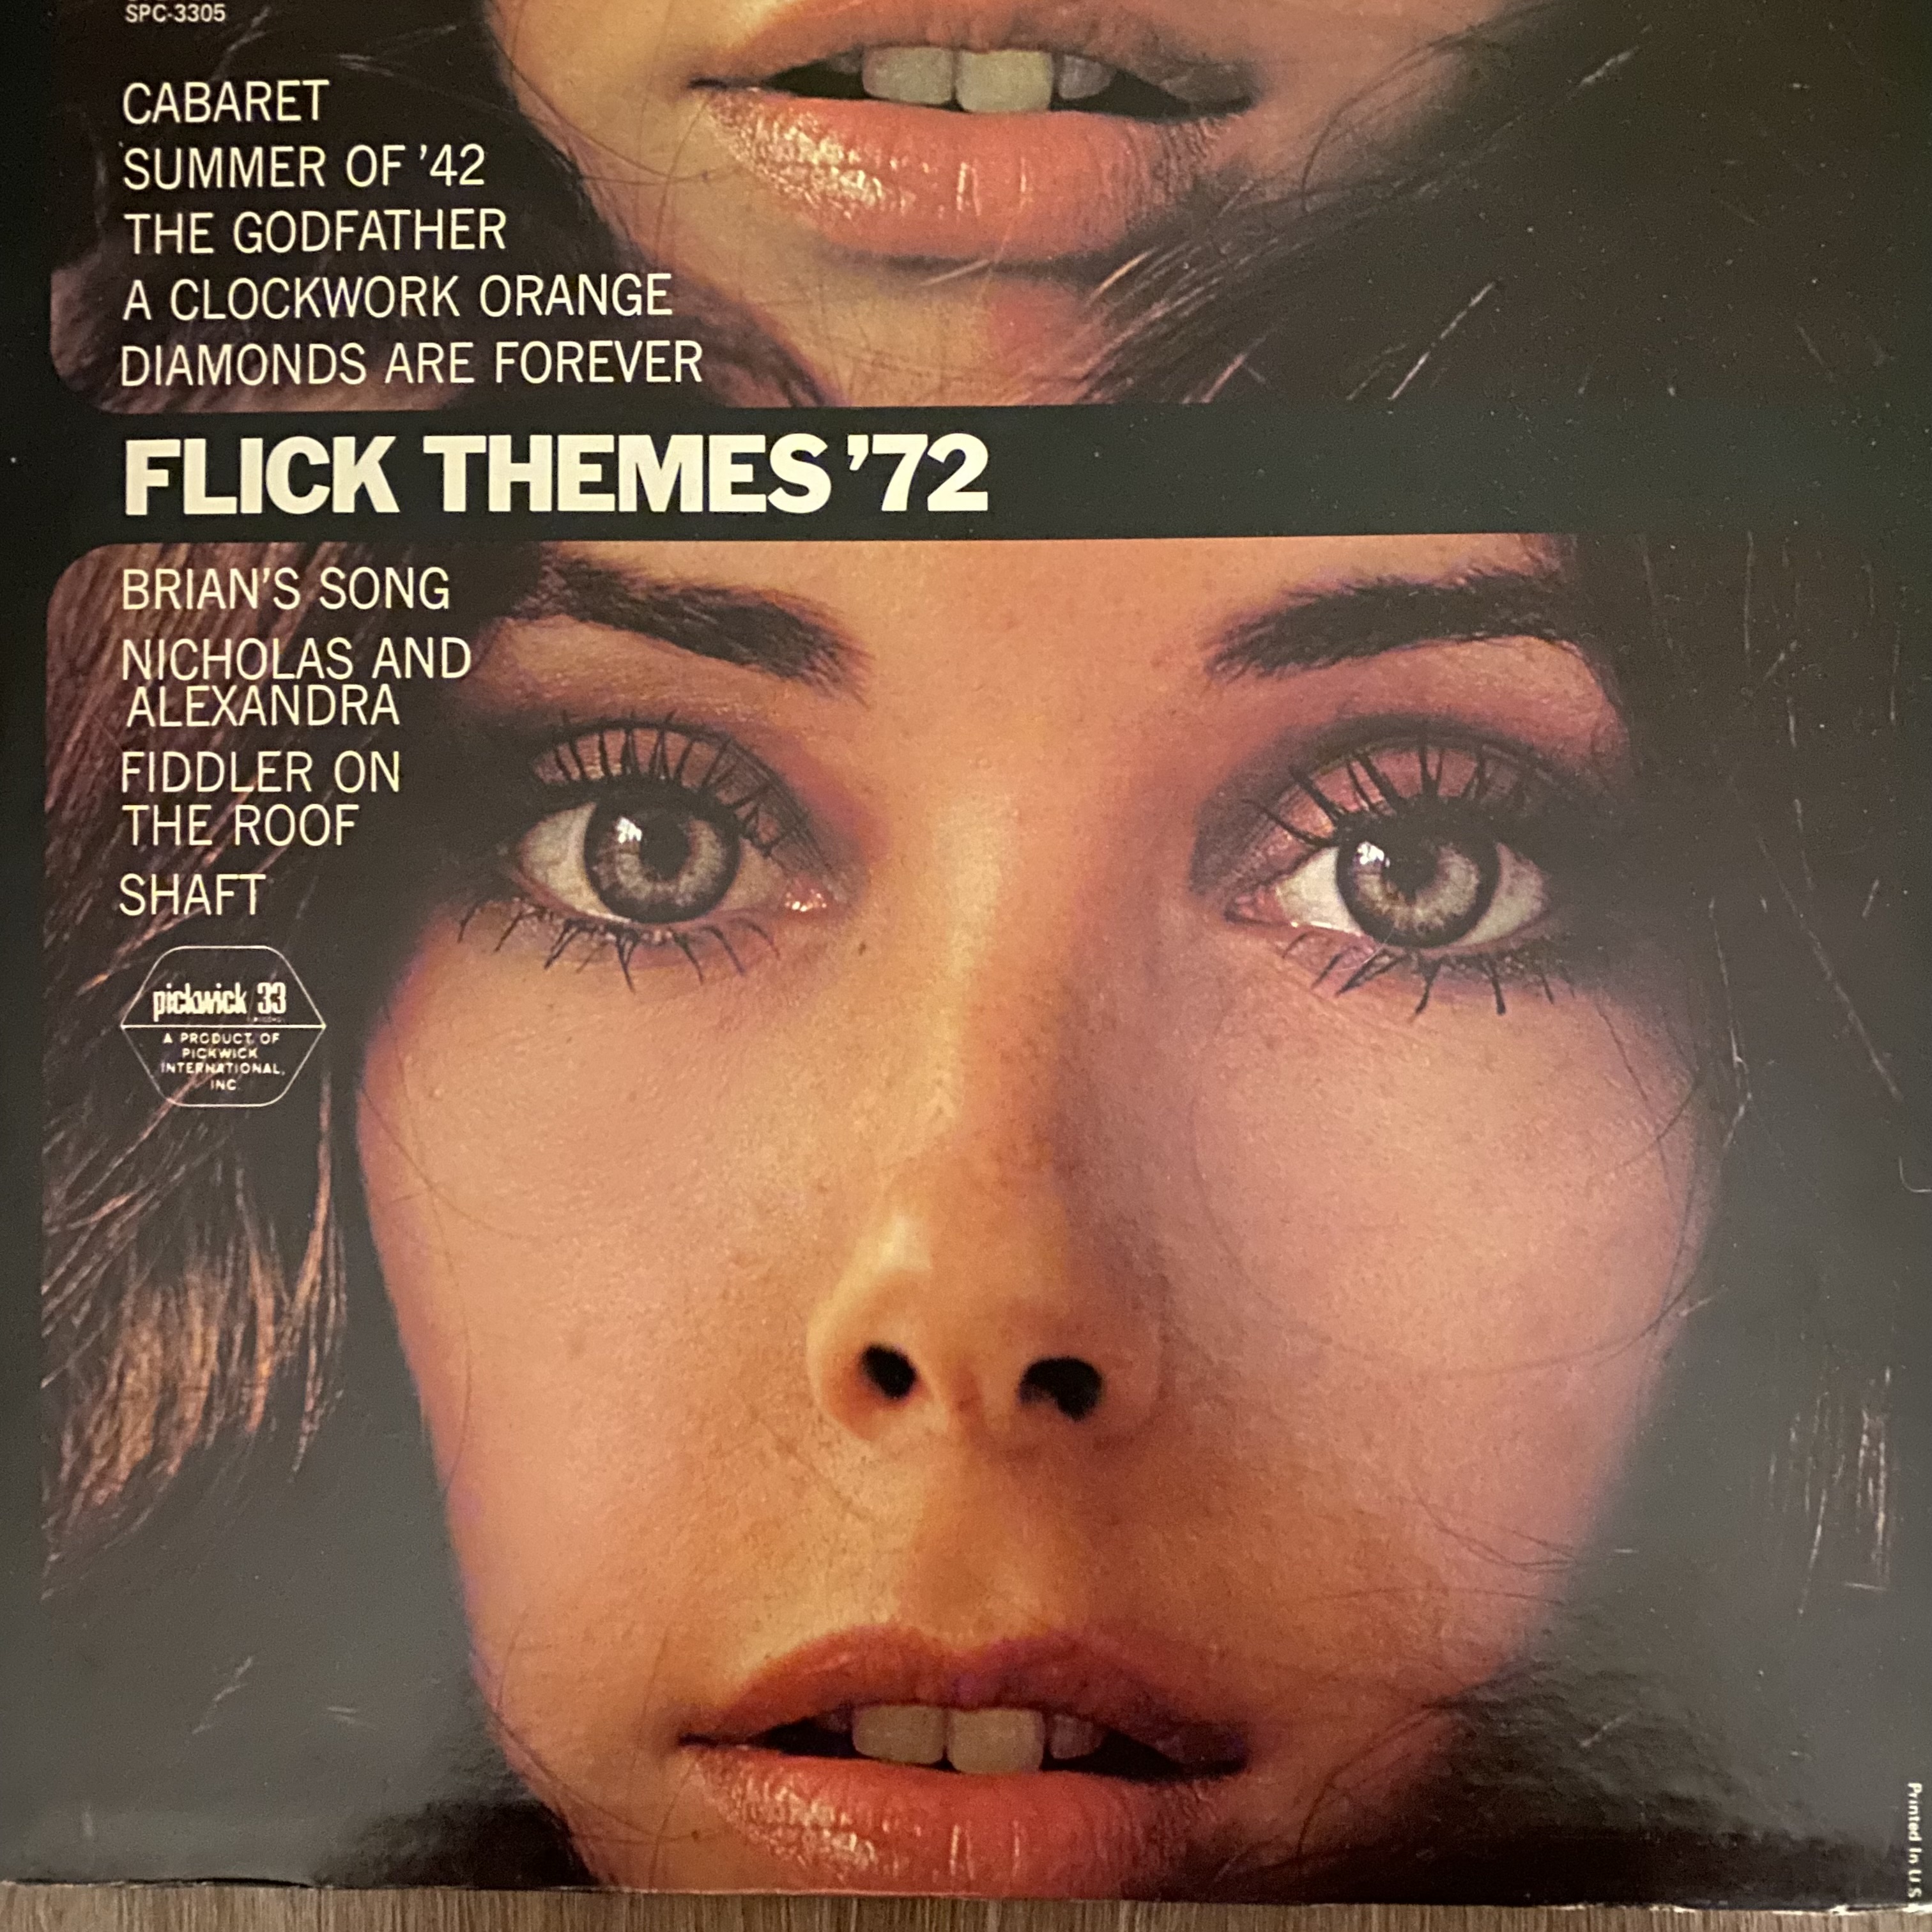 SPC-3305
CABARET
SUMMER OF '42
THE GODFATHER
A CLOCKWORK ORANGE
DIAMONDS ARE FOREVER
FLICK THEMES '72
BRIAN'S SONG
NICHOLAS AND
ALEXANDRA
FIDDLER ON
THE ROOF
SHAFT
pickwick/33
A PRODUCT OF
PICKWICK
INTERNATIONAL,
INC.
Printed In U S